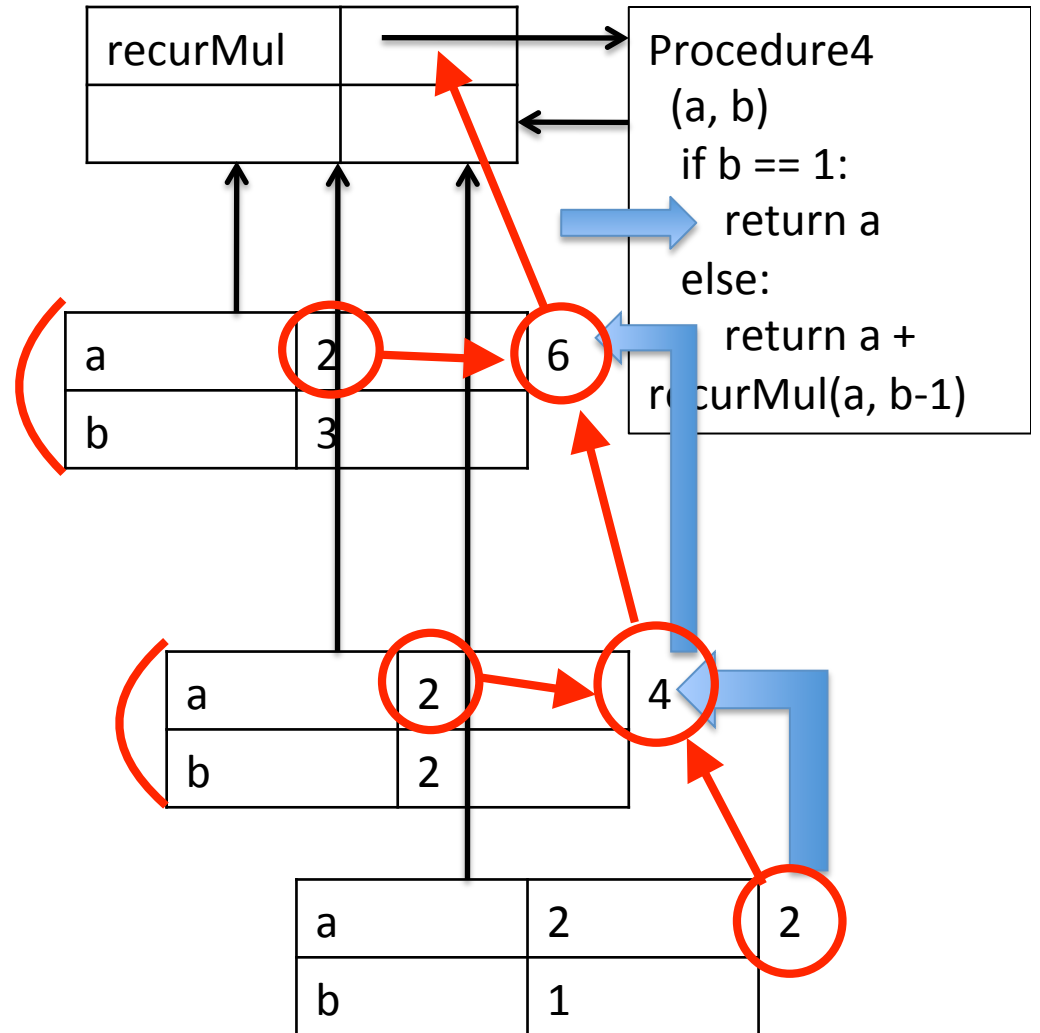 recurMul
Procedure4
(a, b)
if b == 1:
return a
else:
return a +
recurMul(a, b-1)
a 2 6
b 3
a 2 4
b 2
a 2 2
b 1